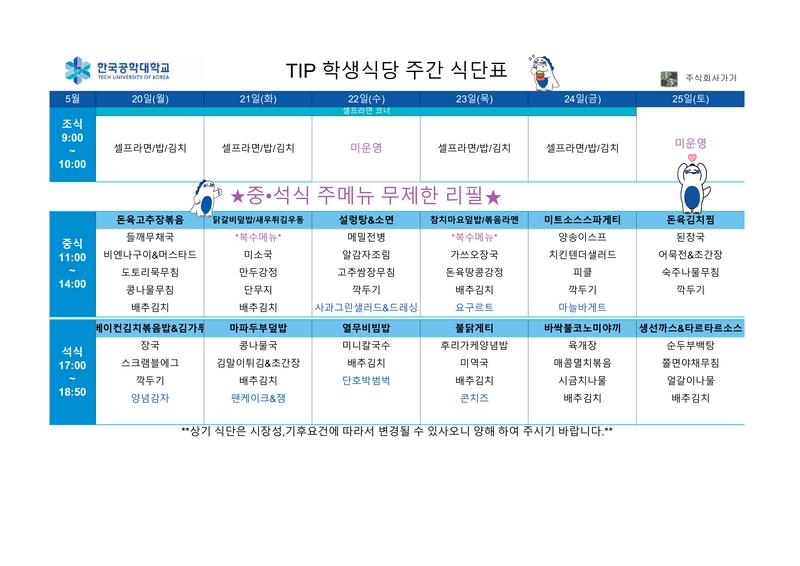 한국공학대학교
TECH UNIVERSITY OF KOREA
TIP 학생식당 주간 식단표
주식회사가가
5월 20일(월) 21일(화) 22일(수) 23일(목) 24일(금) 25일(토)
셀프라면 코너
조식 9:00 ~ 10:00
셀프라면/밥/김치 셀프라면/밥/김치 미운영 셀프라면/밥/김치 셀프라면/밥/김치 미운영
★중•석식 주메뉴 무제한 리필★
중식 11:00 ~ 14:00
돈육고추장볶음 닭갈비덮밥/새우튀김우동 설렁탕&소면 참치마요덮밥/볶음라멘 미트소스스파게티 돈육김치찜
들깨무채국 *복수메뉴* 메밀전병 *복수메뉴* 양송이스프 된장국
비엔나구이&머스타드 미소국 알감자조림 가쓰오장국 치킨텐더샐러드 어묵전&초간장
도토리묵무침 만두강정 고추쌈장무침 돈육땅콩강정 피클 숙주나물무침
콩나물무침 단무지 깍두기 배추김치 깍두기 깍두기
배추김치 배추김치 사과그린샐러드&드레싱 요구르트 마늘바게트
석식 17:00 ~ 18:50
베이컨김치볶음밥&김가루 마파두부덮밥 열무비빔밥 불닭게티 바싹불코노미야끼 생선까스&타르타르소스
장국 콩나물국 미니칼국수 후리가케양념밥 육개장 순두부백탕
스크램블에그 김말이튀김&초간장 배추김치 미역국 매콤멸치볶음 쫄면야채무침
깍두기 배추김치 단호박범벅 배추김치 시금치나물 얼갈이나물
양념감자 팬케이크&잼 콘치즈 배추김치 배추김치
**상기 식단은 시장성,기후요건에 따라서 변경될 수 있사오니 양해 하여 주시기 바랍니다.**